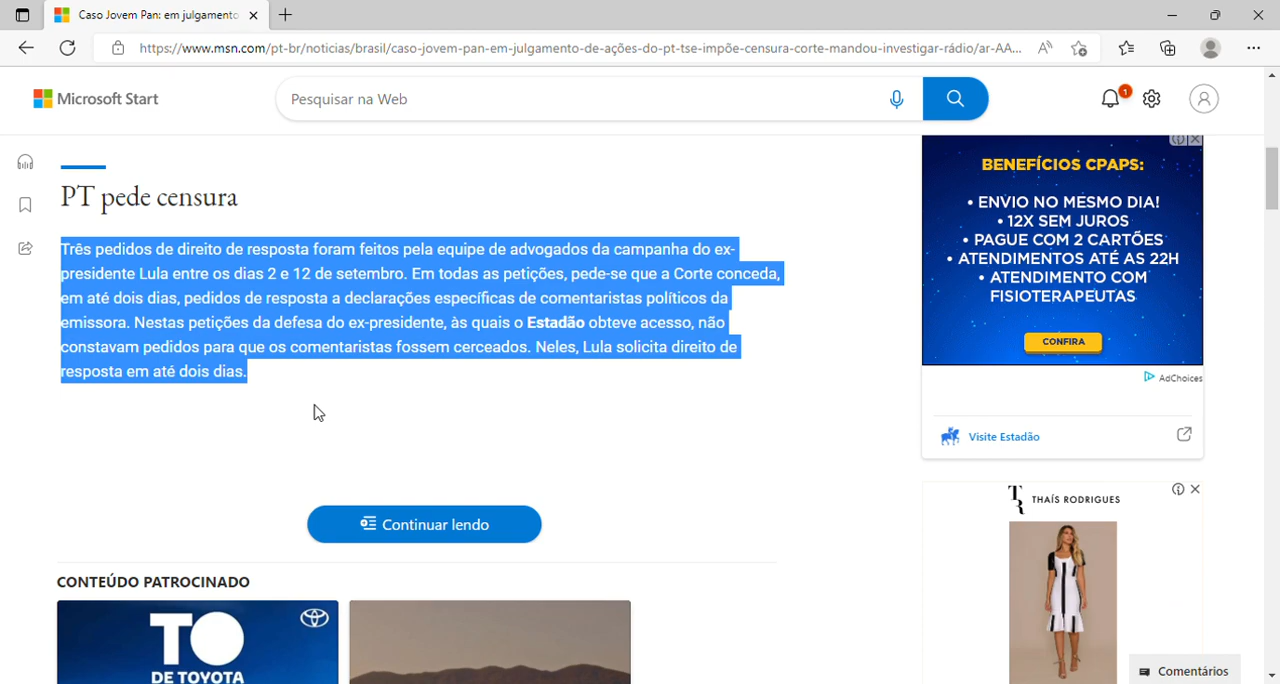 Caso Jovem Pan: em julgamento
https://www.msn.com/pt-br/noticias/brasil/caso-jovem-pan-em-julgamento-de-ações-do-pt-tse-impõe-censura-corte-mandou-investigar-rádio/ar-AA...
Microsoft Start
Pesquisar na Web
1
PT pede censura
Três pedidos de direito de resposta foram feitos pela equipe de advogados da campanha do ex-
presidente Lula entre os dias 2 e 12 de setembro. Em todas as petições, pede-se que a Corte conceda,
em até dois dias, pedidos de resposta a declarações específicas de comentaristas políticos da
emissora. Nestas petições da defesa do ex-presidente, às quais o Estadão obteve acesso, não
constavam pedidos para que os comentaristas fossem cerceados. Neles, Lula solicita direito de
resposta em até dois dias.
Continuar lendo
CONTEÚDO PATROCINADO
TO
DE TOYOTA
BENEFÍCIOS CPAPS:
• ENVIO NO MESMO DIA!
• 12X SEM JUROS
• PAGUE COM 2 CARTÕES
• ATENDIMENTOS ATÉ AS 22H
• ATENDIMENTO COM
FISIOTERAPEUTAS
CONFIRA
AdChoices
Visite Estadão
TR THAÍS RODRIGUES
Comentários